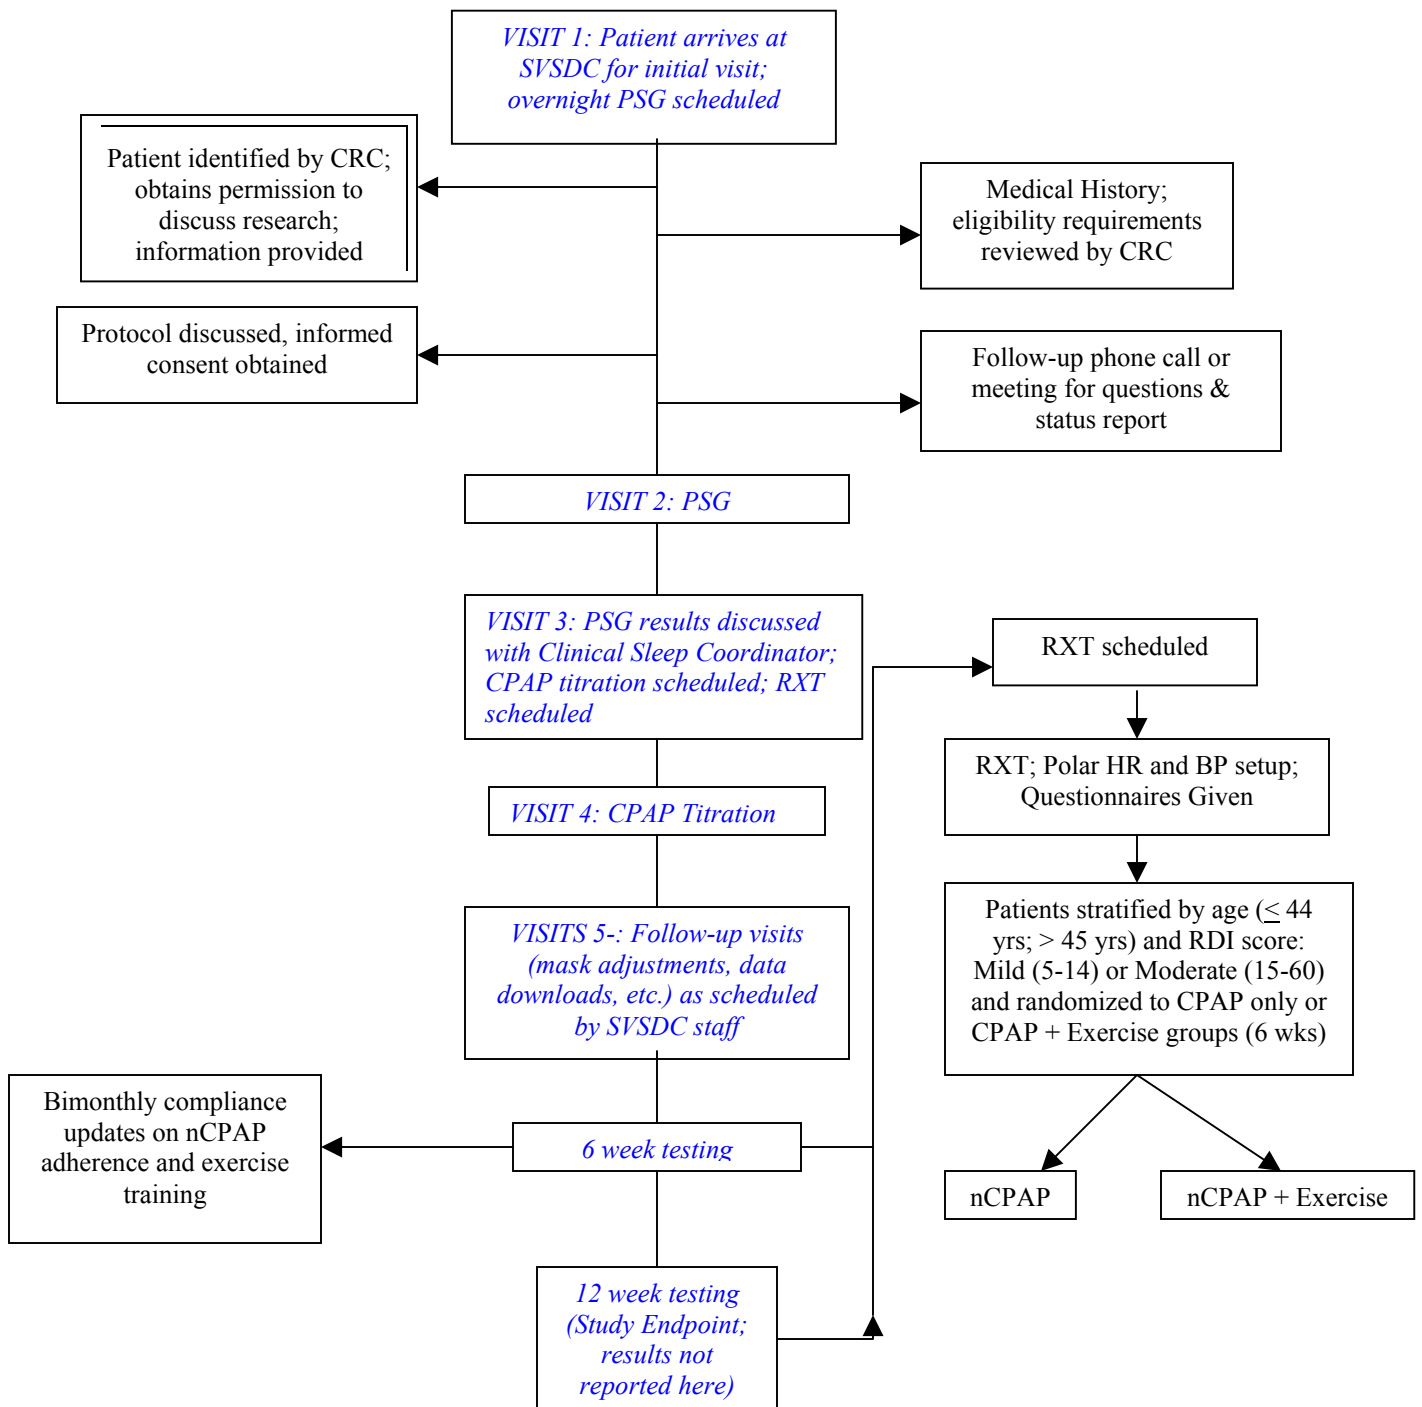 VISIT 1: Patient arrives at
SVSDC for initial visit;
overnight PSG scheduled
Patient identified by CRC;
obtains permission to
discuss research;
information provided
Medical History;
eligibility requirements
reviewed by CRC
Protocol discussed, informed
consent obtained
Follow-up phone call or
meeting for questions &
status report
VISIT 2: PSG
VISIT 3: PSG results discussed
with Clinical Sleep Coordinator;
CPAP titration scheduled; RXT
scheduled
RXT scheduled
RXT; Polar HR and BP setup;
Questionnaires Given
VISIT 4: CPAP Titration
Patients stratified by age (≤ 44
yrs; > 45 yrs) and RDI score:
Mild (5-14) or Moderate (15-60)
and randomized to CPAP only or
CPAP + Exercise groups (6 wks)
VISITS 5-: Follow-up visits
(mask adjustments, data
downloads, etc.) as scheduled
by SVSDC staff
Bimonthly compliance
updates on nCPAP
adherence and exercise
training
6 week testing
nCPAP
nCPAP + Exercise
12 week testing
(Study Endpoint;
results not
reported here)